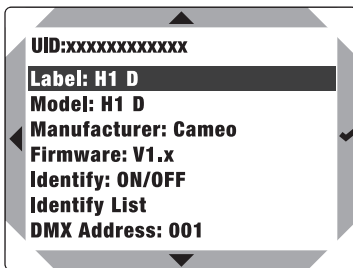 UID:xxxxxxxxxxxx
Label: H1 D
Model: H1 D
Manufacturer: Cameo
Firmware: V1.x
Identify: ON/OFF
Identify List
DMX Address: 001